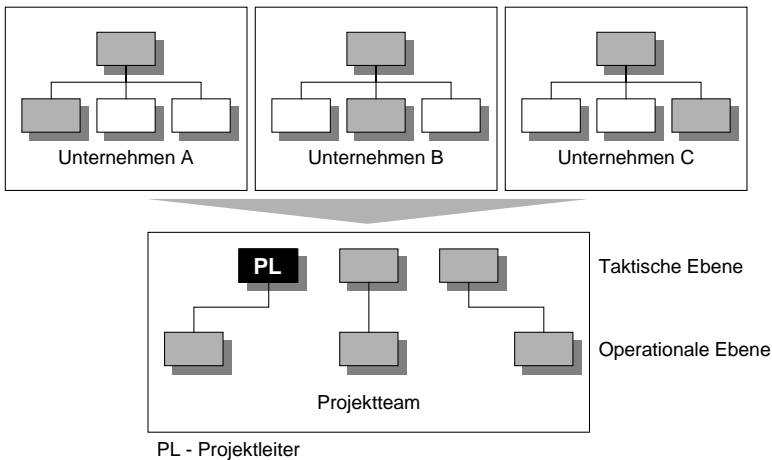 Unternehmen A
Unternehmen B
Unternehmen C
PL
Taktische Ebene
Operationale Ebene
Projektteam
PL - Projektleiter